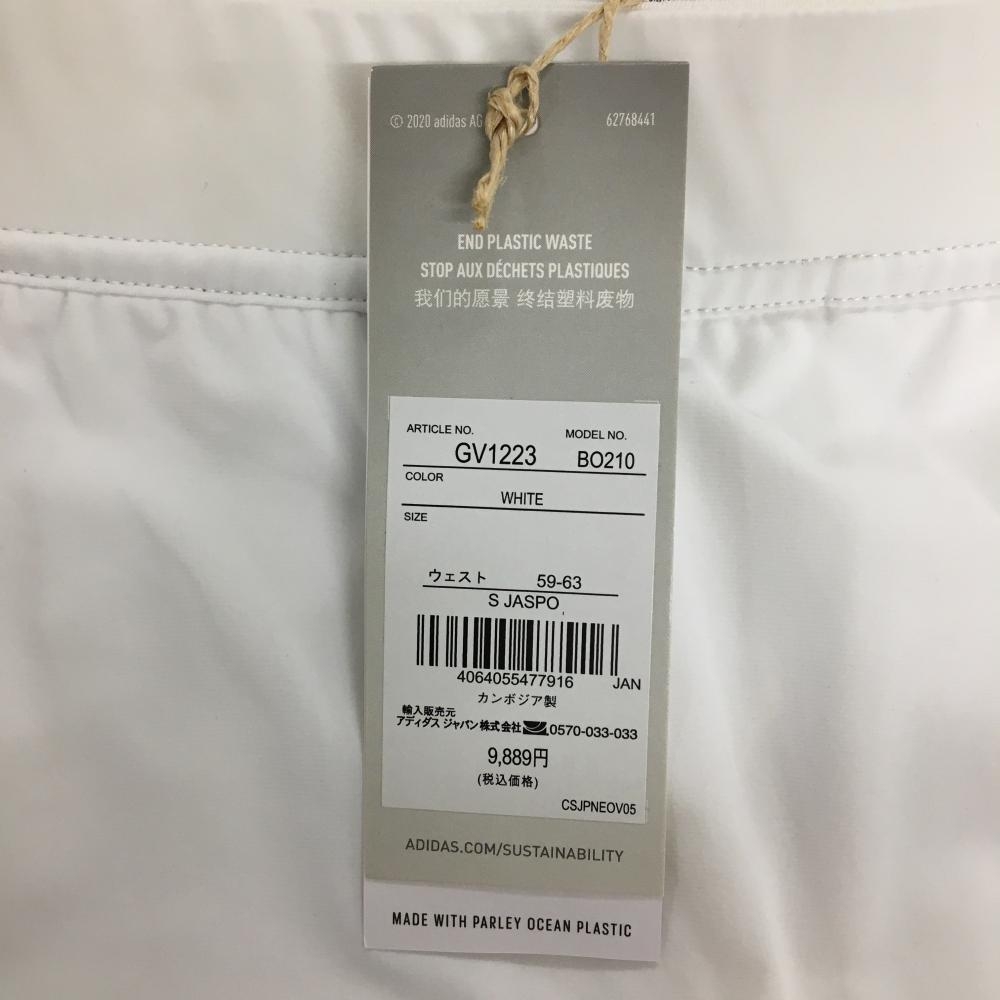 © 2020 adidas AG
62768441
END PLASTIC WASTE
STOP AUX DÉCHETS PLASTIQUES
我们的愿景 终结塑料废物
ARTICLE NO. MODEL NO.
GV1223 BO210
COLOR
WHITE
SIZE
ウェスト 59-63
S JASPO
4064055477916 JAN
カンボジア製
輸入販売元
アディダス ジャパン株式会社 0570-033-033
9,889円
(税込価格)
CSJPNEOV05
ADIDAS.COM/SUSTAINABILITY
MADE WITH PARLEY OCEAN PLASTIC